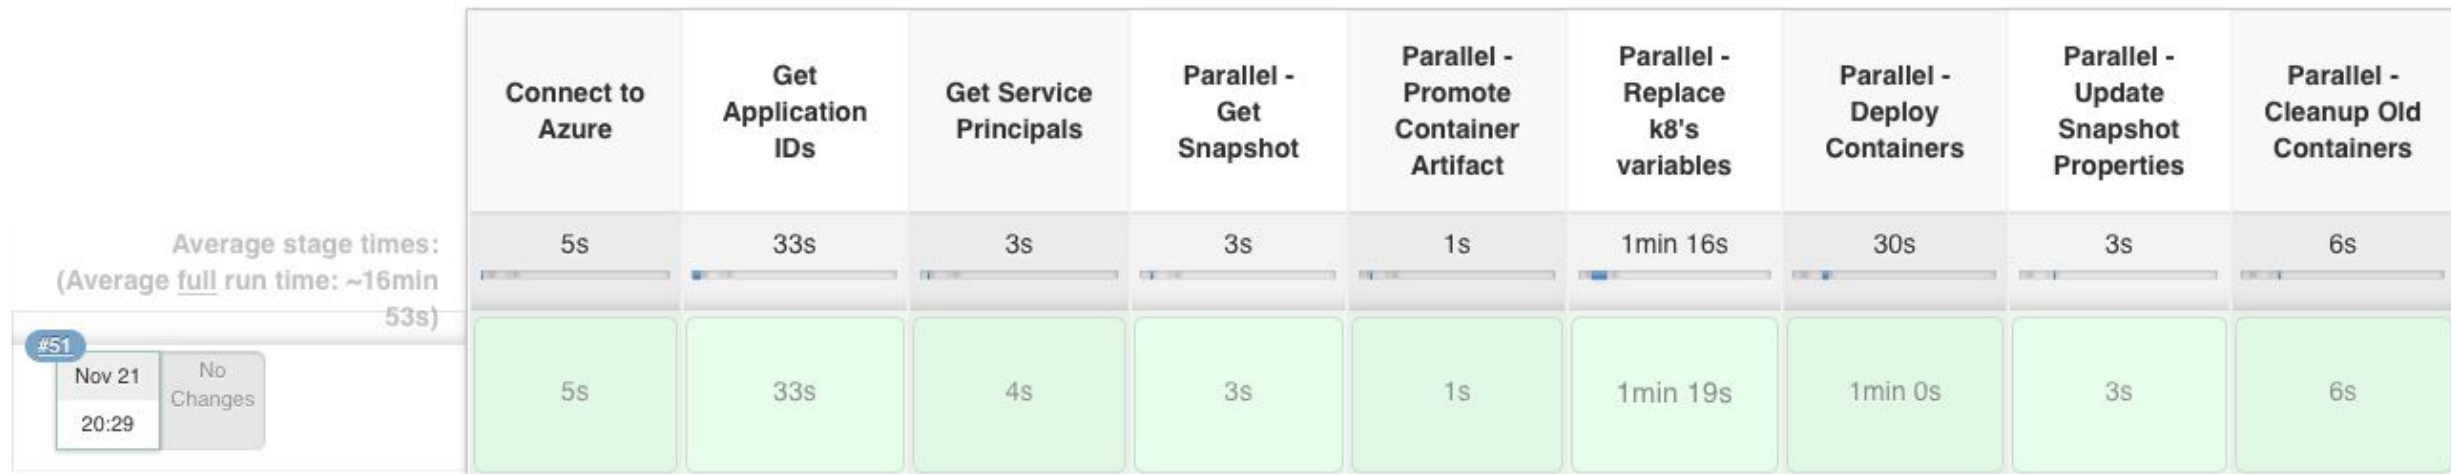 Connect to
Azure
Get
Application
IDs
Get Service
Principals
Parallel -
Get
Snapshot
Parallel -
Promote
Container
Artifact
Parallel -
Replace
k8's
variables
Parallel -
Deploy
Containers
Parallel -
Update
Snapshot
Properties
Parallel -
Cleanup Old
Containers
Average stage times:
(Average full run time: ~16min
53s)
5s
33s
3s
3s
1s
1min 16s
30s
3s
6s
#51
Nov 21
20:29
No
Changes
5s
33s
4s
3s
1s
1min 19s
1min 0s
3s
6s